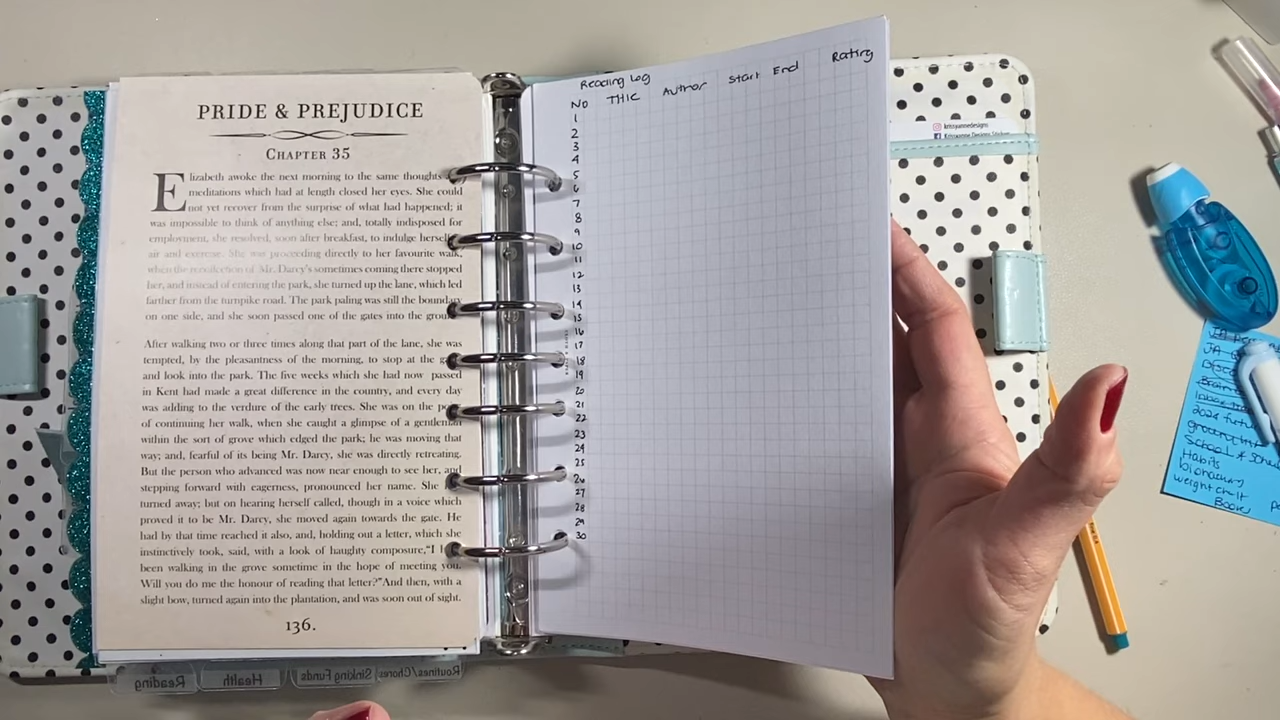 PRIDE & PREJUDICE
CHAPTER 35
Elizabeth awoke the next morning to the same thoughts
meditations which had at length closed her eyes. She could
not yet recover from the surprise of what had happened; it
was impossible to think of anything else; and, totally indisposed for
employment, she resolved, soon after breakfast, to indulge herself
air and exercise. She was proceeding directly to her favourite walk,
when the recollection of Mr. Darcy's sometimes coming there stopped
her, and instead of entering the park, she turned up the lane, which led
farther from the turnpike road. The park paling was still the boundary
on one side, and she soon passed one of the gates into the
After walking two or three times along that part of the lane, she was
tempted, by the pleasantness of the morning, to stop at the
and look into the park. The five weeks which she had now passed
in Kent had made a great difference in the country, and every day
was adding to the verdure of the early trees. She was on the
of continuing her walk, when she caught a glimpse of a gentleman
within the sort of grove which edged the park; he was moving that
way; and, fearful of its being Mr. Darcy, she was directly retreating.
But the person who advanced was now near enough to see her, and
stepping forward with eagerness, pronounced her name. She
turned away; but on hearing herself called, though in a voice which
proved it to be Mr. Darcy, she moved again towards the gate. He
had by that time reached it also, and, holding out a letter, which she
instinctively took, said, with a look of haughty composure, "I
been walking in the grove sometime in the hope of meeting you.
Will you do me the honour of reading that letter?" And then, with a
slight bow, turned again into the plantation, and was soon out of sight.
136.
Reading Log
No Title Author Start End Rating
1
2
3
4
5
6
7
8
9
10
11
12
13
14
15
16
17
18
19
20
21
22
23
24
25
26
27
28
29
30
krissyannedesigns
Krissyanne Designs
Brain
Inbox
2024
School
Habits
weight chart
Book
Reading
Health
Sinking Funds
Routines/Chores